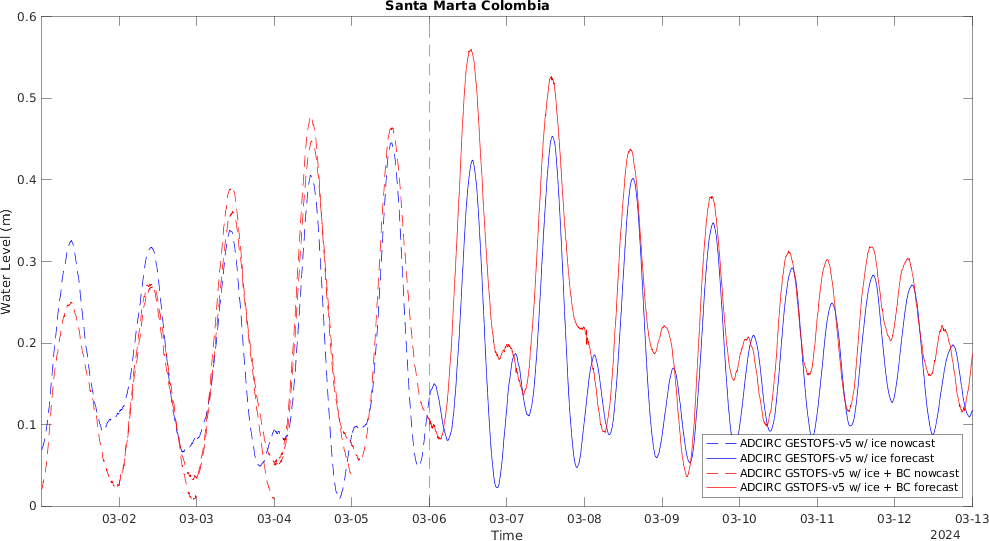 Santa Marta Colombia
0.6
0.5
0.4
0.3
0.2
0.1
0
Water Level (m)
ADCIRC GESTOFS-v5 w/ ice nowcast
ADCIRC GESTOFS-v5 w/ ice forecast
ADCIRC GSTOFS-v5 w/ ice + BC nowcast
ADCIRC GSTOFS-v5 w/ ice + BC forecast
03-02 03-03 03-04 03-05 03-06 03-07 03-08 03-09 03-10 03-11 03-12 03-13
Time
2024